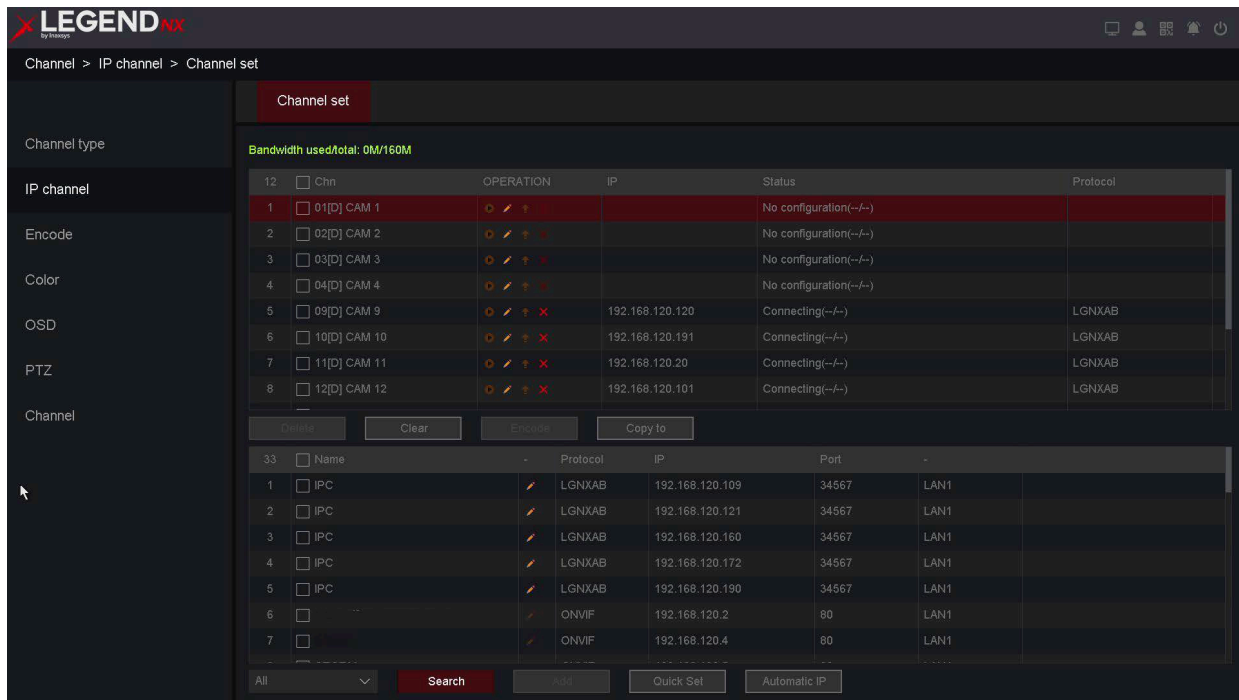 LEGEND NX
by Inaxsys
Channel > IP channel > Channel set
Channel set
Channel type
IP channel
Encode
Color
OSD
PTZ
Channel
Bandwidth used/total: 0M/160M
12 Chn OPERATION IP Status Protocol
1 01[D] CAM 1 No configuration(--/--)
2 02[D] CAM 2 No configuration(--/--)
3 03[D] CAM 3 No configuration(--/--)
4 04[D] CAM 4 No configuration(--/--)
5 09[D] CAM 9 192.168.120.120 Connecting(--/--) LGNXAB
6 10[D] CAM 10 192.168.120.191 Connecting(--/--) LGNXAB
7 11[D] CAM 11 192.168.120.20 Connecting(--/--) LGNXAB
8 12[D] CAM 12 192.168.120.101 Connecting(--/--) LGNXAB
Delete Clear Encode Copy to
33 Name - Protocol IP Port -
1 IPC LGNXAB 192.168.120.109 34567 LAN1
2 IPC LGNXAB 192.168.120.121 34567 LAN1
3 IPC LGNXAB 192.168.120.160 34567 LAN1
4 IPC LGNXAB 192.168.120.172 34567 LAN1
5 IPC LGNXAB 192.168.120.190 34567 LAN1
6 ONVIF 192.168.120.2 80 LAN1
7 ONVIF 192.168.120.4 80 LAN1
All Search Add Quick Set Automatic IP